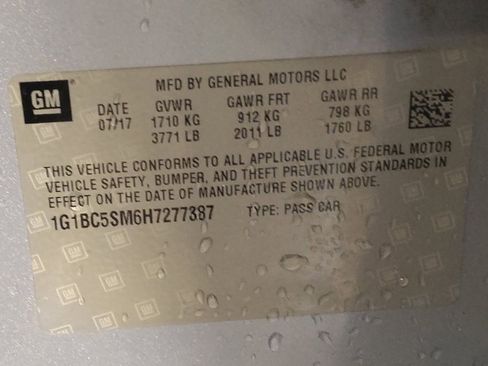 MFD BY GENERAL MOTORS LLC
GM
DATE GVWR GAWR FRT GAWR RR
07/17 1710 KG 912 KG 798 KG
3771 LB 2011 LB 1760 LB
THIS VEHICLE CONFORMS TO ALL APPLICABLE U.S. FEDERAL MOTOR
VEHICLE SAFETY, BUMPER, AND THEFT PREVENTION STANDARDS IN
EFFECT ON THE DATE OF MANUFACTURE SHOWN ABOVE.
1G1BC5SM6H7277387 TYPE: PASS CAR